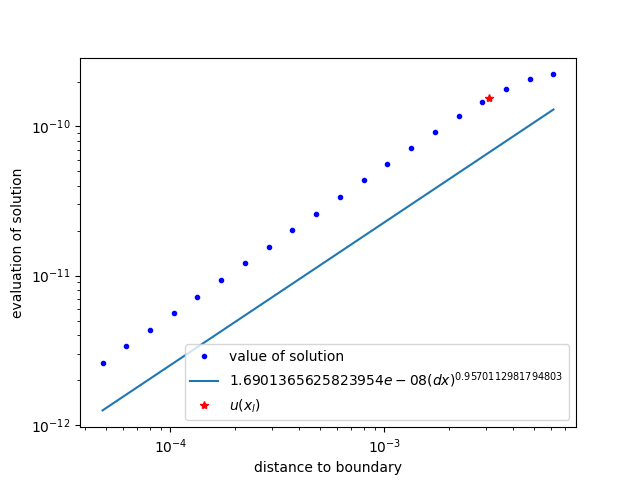 evaluation of solution
10^{-10}
10^{-11}
10^{-12}
value of solution
1.6901365625823954e − 08(dx)^{0.9570112981794803}
u(x_l)
10^{-4}
10^{-3}
distance to boundary